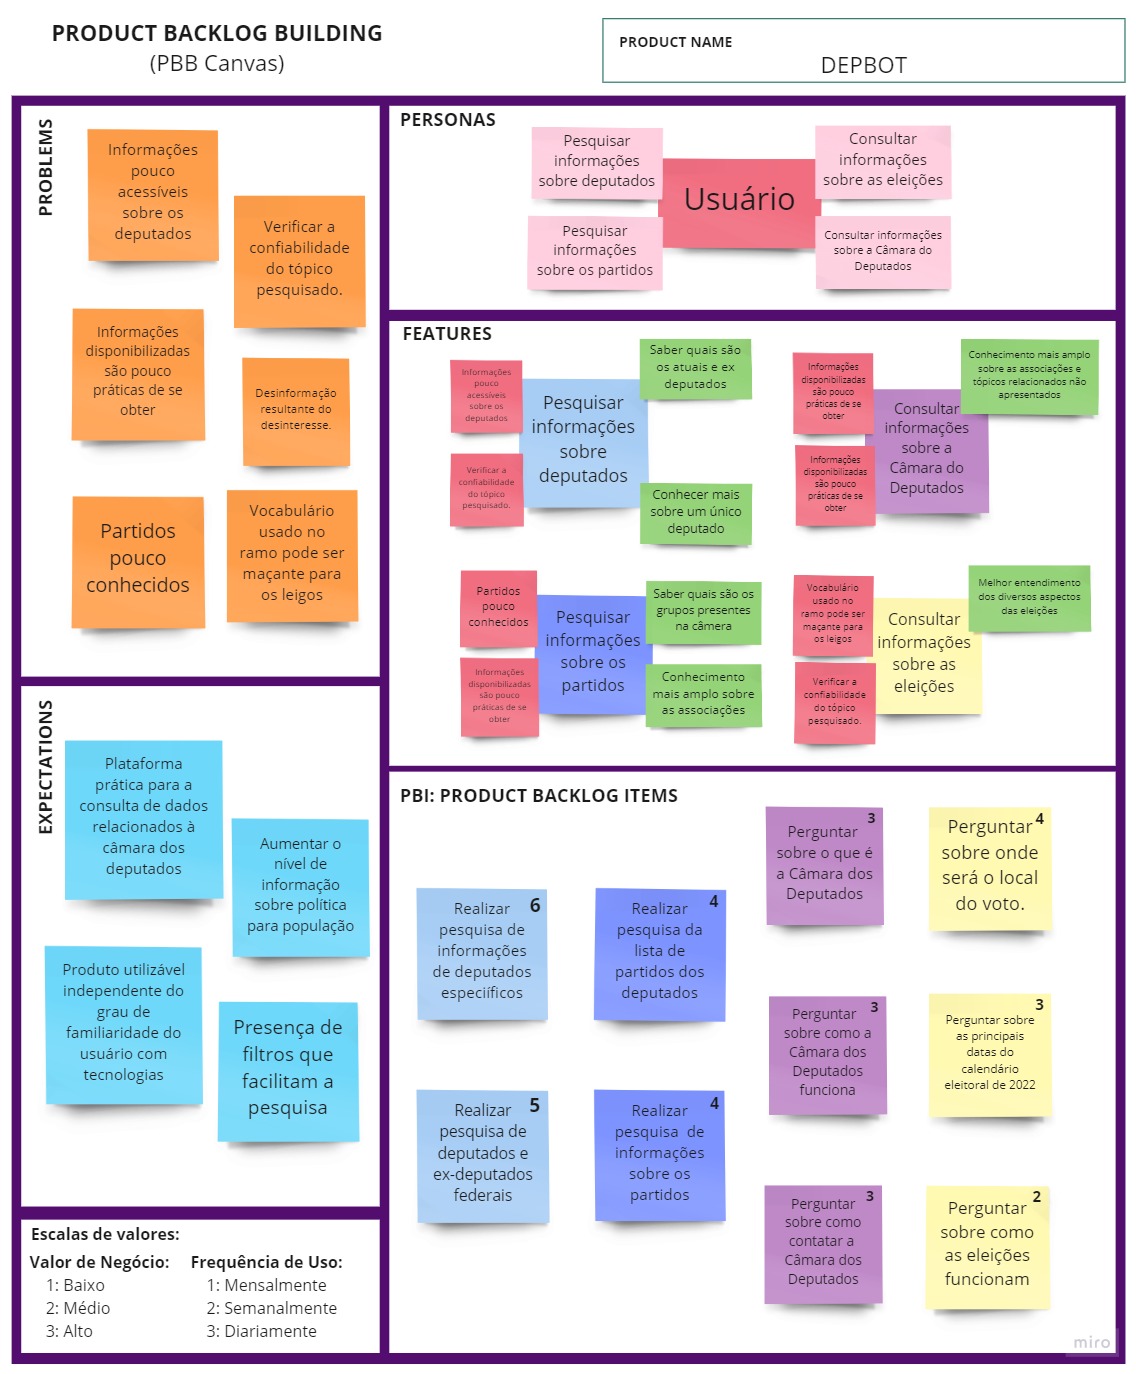 PRODUCT BACKLOG BUILDING
(PBB Canvas)
PRODUCT NAME
DEPBOT
PROBLEMS
Informações
pouco
acessíveis
sobre os
deputados
Verificar a
confiabilidade
do tópico
pesquisado.
Informações
disponibilizadas
são pouco
práticas de se
obter
Desinformação
resultante do
desinteresse.
Partidos
pouco
conhecidos
Vocabulário
usado no
ramo pode ser
maçante para
os leigos
EXPECTATIONS
Plataforma
prática para a
consulta de dados
relacionados à
câmara dos
deputados
Aumentar o
nível de
informação
sobre política
para população
Produto utilizável
independente do
grau de
familiaridade do
usuário com
tecnologias
Presença de
filtros que
facilitam a
pesquisa
Escalas de valores:
Valor de Negócio:
1: Baixo
2: Médio
3: Alto
Frequência de Uso:
1: Mensalmente
2: Semanalmente
3: Diariamente
PERSONAS
Pesquisar
informações
sobre deputados
Pesquisar
informações
sobre os partidos
Usuário
Consultar
informações
sobre as eleições
Consultar informações
sobre a Câmara do
Deputados
FEATURES
Informações
pouco
acessíveis
sobre os
deputados
Verificar a
confiabilidade
do tópico
pesquisado.
Pesquisar
informações
sobre
deputados
Saber quais são
os atuais e ex
deputados
Conhecer mais
sobre um único
deputado
Informações
disponibilizadas
são pouco
práticas de se
obter
Informações
disponibilizadas
são pouco
práticas de se
obter
Consultar
informações
sobre a
Câmara do
Deputados
Conhecimento mais amplo
sobre as associações e
tópicos relacionados não
apresentados
Partidos
pouco
conhecidos
Informações
disponibilizadas
são pouco
práticas de se
obter
Pesquisar
informações
sobre os
partidos
Saber quais são os
grupos presentes
na câmera
Conhecimento
mais amplo sobre
as associações
Vocabulário
usado no
ramo pode ser
maçante para
os leigos
Verificar a
confiabilidade
do tópico
pesquisado.
Consultar
informações
sobre as
eleições
Melhor entendimento
dos diversos aspectos
das eleições
PBI: PRODUCT BACKLOG ITEMS
6
Realizar
pesquisa de
informações
de deputados
especiíficos
4
Realizar
pesquisa da
lista de
partidos dos
deputados
3
Perguntar
sobre o que é
a Câmara dos
Deputados
4
Perguntar
sobre onde
será o local
do voto.
3
Perguntar
sobre como a
Câmara dos
Deputados
funciona
3
Perguntar sobre
as principais
datas do
calendário
eleitoral de 2022
5
Realizar
pesquisa de
deputados e
ex-deputados
federais
4
Realizar
pesquisa de
informações
sobre os
partidos
3
Perguntar
sobre como
contatar a
Câmara dos
Deputados
2
Perguntar
sobre como
as eleições
funcionam
miro